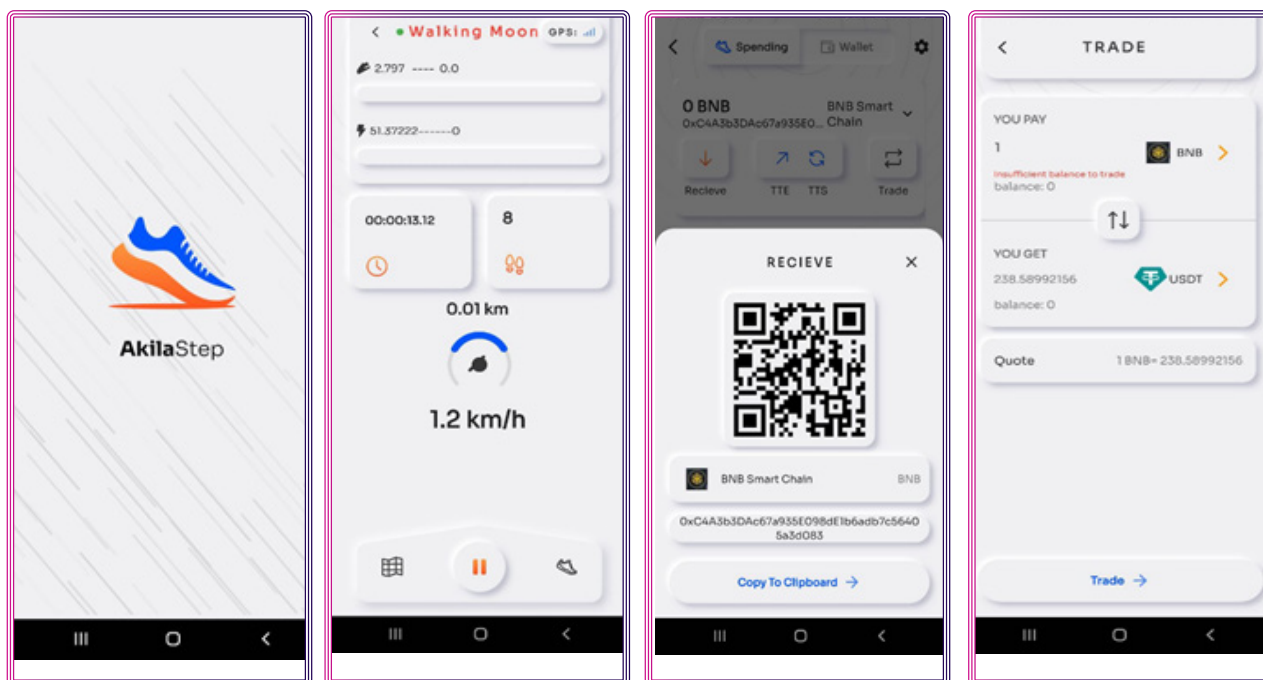 AkilaStep
Walking Moon GPS:
2.797 ---- 0.0
51.37222------0
00:00:13.12
8
0.01 km
1.2 km/h
Spending
Wallet
0 BNB
BNB Smart Chain
0xC4A3b3DAc67a935E0...
Recieve
TTE
TTS
Trade
RECIEVE
BNB Smart Chain
BNB
0xC4A3b3DAc67a935E098dE1b6adb7c5640
5a3d083
Copy To Clipboard
TRADE
YOU PAY
1
BNB
Insufficient balance to trade
balance: 0
YOU GET
238.58992156
USDT
balance: 0
Quote
1 BNB= 238.58992156
Trade